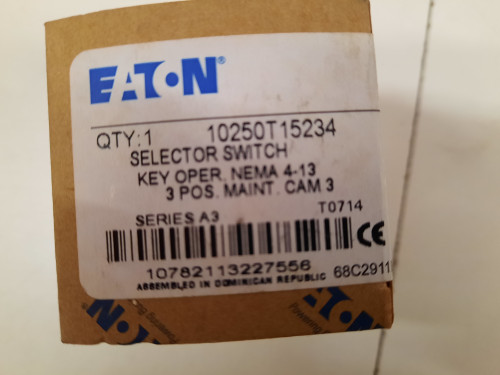 EATON®
QTY:1 10250T15234
SELECTOR SWITCH
KEY OPER. NEMA 4-13
3 POS. MAINT. CAM 3
SERIES A3 T0714
CE
10782113227556
ASSEMBLED IN DOMINICAN REPUBLIC 68C2911
Powering